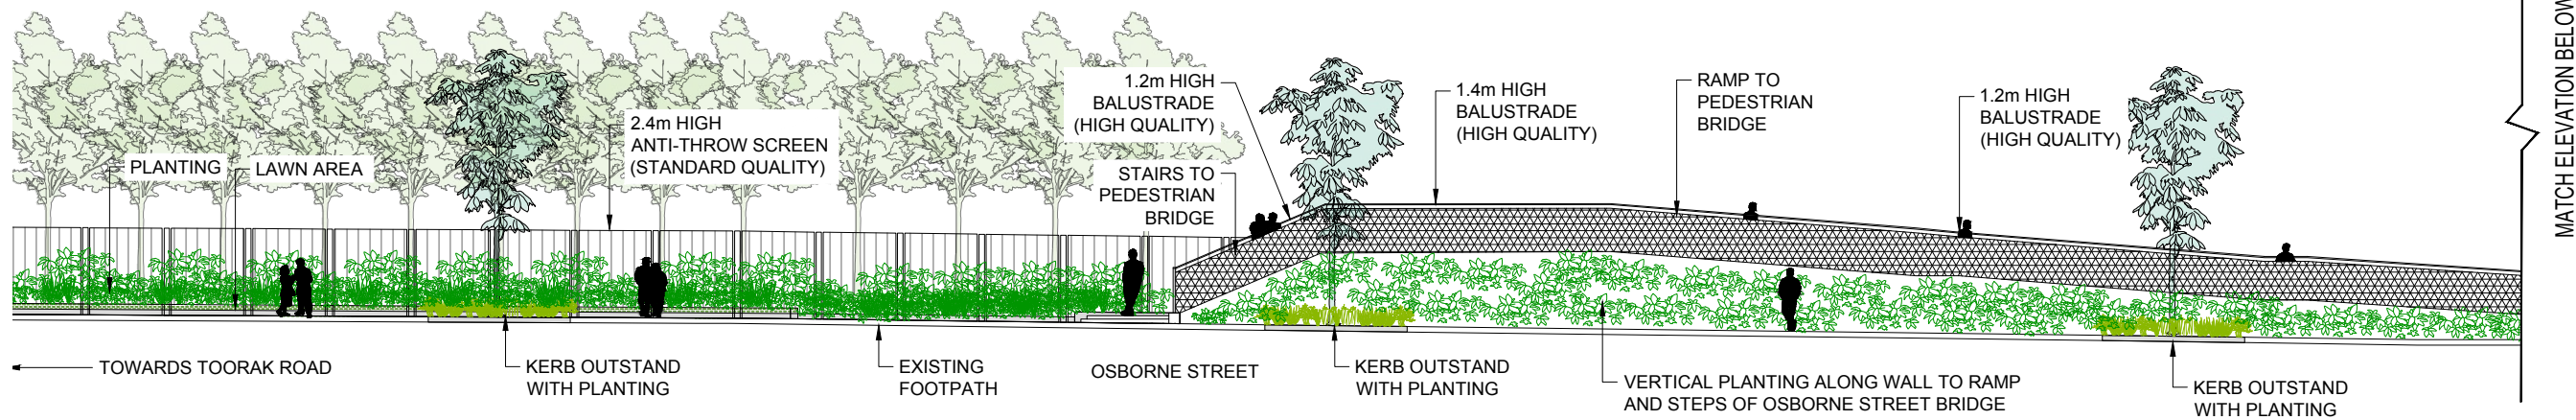 PLANTING
LAWN AREA
2.4m HIGH
ANTI-THROW SCREEN
(STANDARD QUALITY)
1.2m HIGH
BALUSTRADE
(HIGH QUALITY)
STAIRS TO
PEDESTRIAN
BRIDGE
1.4m HIGH
BALUSTRADE
(HIGH QUALITY)
RAMP TO
PEDESTRIAN
BRIDGE
1.2m HIGH
BALUSTRADE
(HIGH QUALITY)
MATCH ELEVATION BELOW
TOWARDS TOORAK ROAD
KERB OUTSTAND
WITH PLANTING
EXISTING
FOOTPATH
OSBORNE STREET
KERB OUTSTAND
WITH PLANTING
VERTICAL PLANTING ALONG WALL TO RAMP
AND STEPS OF OSBORNE STREET BRIDGE
KERB OUTSTAND
WITH PLANTING